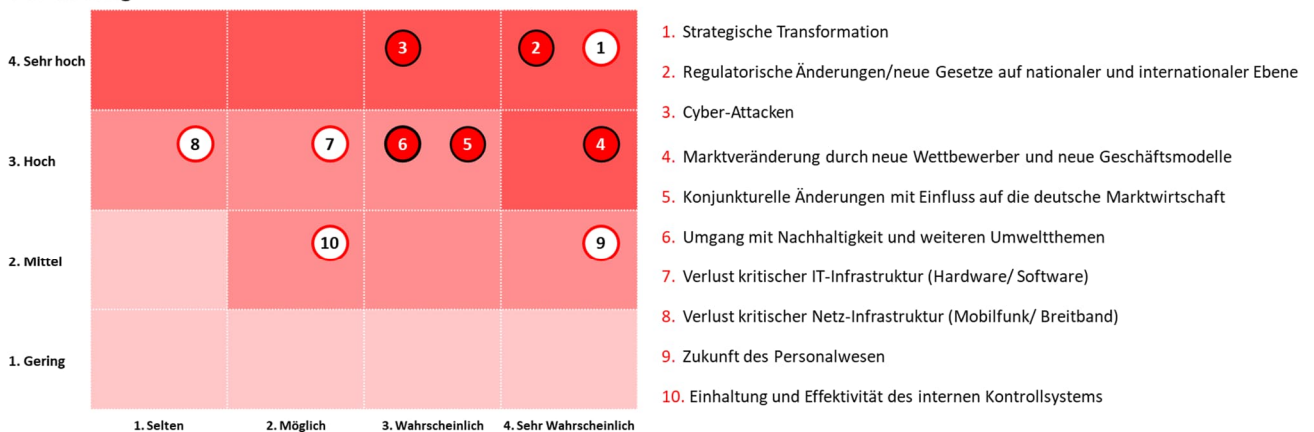 4. Sehr hoch
3
2
1
3. Hoch
8
7
6
5
4
2. Mittel
10
9
1. Gering
1. Selten
2. Möglich
3. Wahrscheinlich
4. Sehr Wahrscheinlich
1. Strategische Transformation
2. Regulatorische Änderungen/neue Gesetze auf nationaler und internationaler Ebene
3. Cyber-Attacken
4. Marktveränderung durch neue Wettbewerber und neue Geschäftsmodelle
5. Konjunkturelle Änderungen mit Einfluss auf die deutsche Marktwirtschaft
6. Umgang mit Nachhaltigkeit und weiteren Umweltthemen
7. Verlust kritischer IT-Infrastruktur (Hardware/ Software)
8. Verlust kritischer Netz-Infrastruktur (Mobilfunk/ Breitband)
9. Zukunft des Personalwesen
10. Einhaltung und Effektivität des internen Kontrollsystems